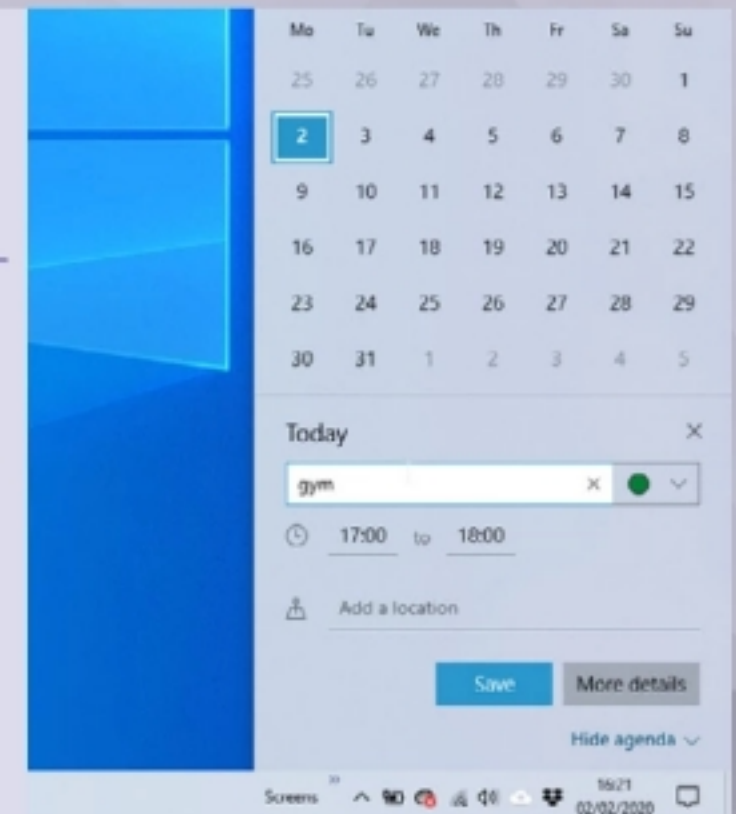 Mo Tu We Th Fr Sa Su
25 26 27 28 29 30 1
2 3 4 5 6 7 8
9 10 11 12 13 14 15
16 17 18 19 20 21 22
23 24 25 26 27 28 29
30 31 1 2 3 4 5
Today
gym
17:00 to 18:00
Add a location
Save More details
Hide agenda
Screens
16:21
02/02/2020